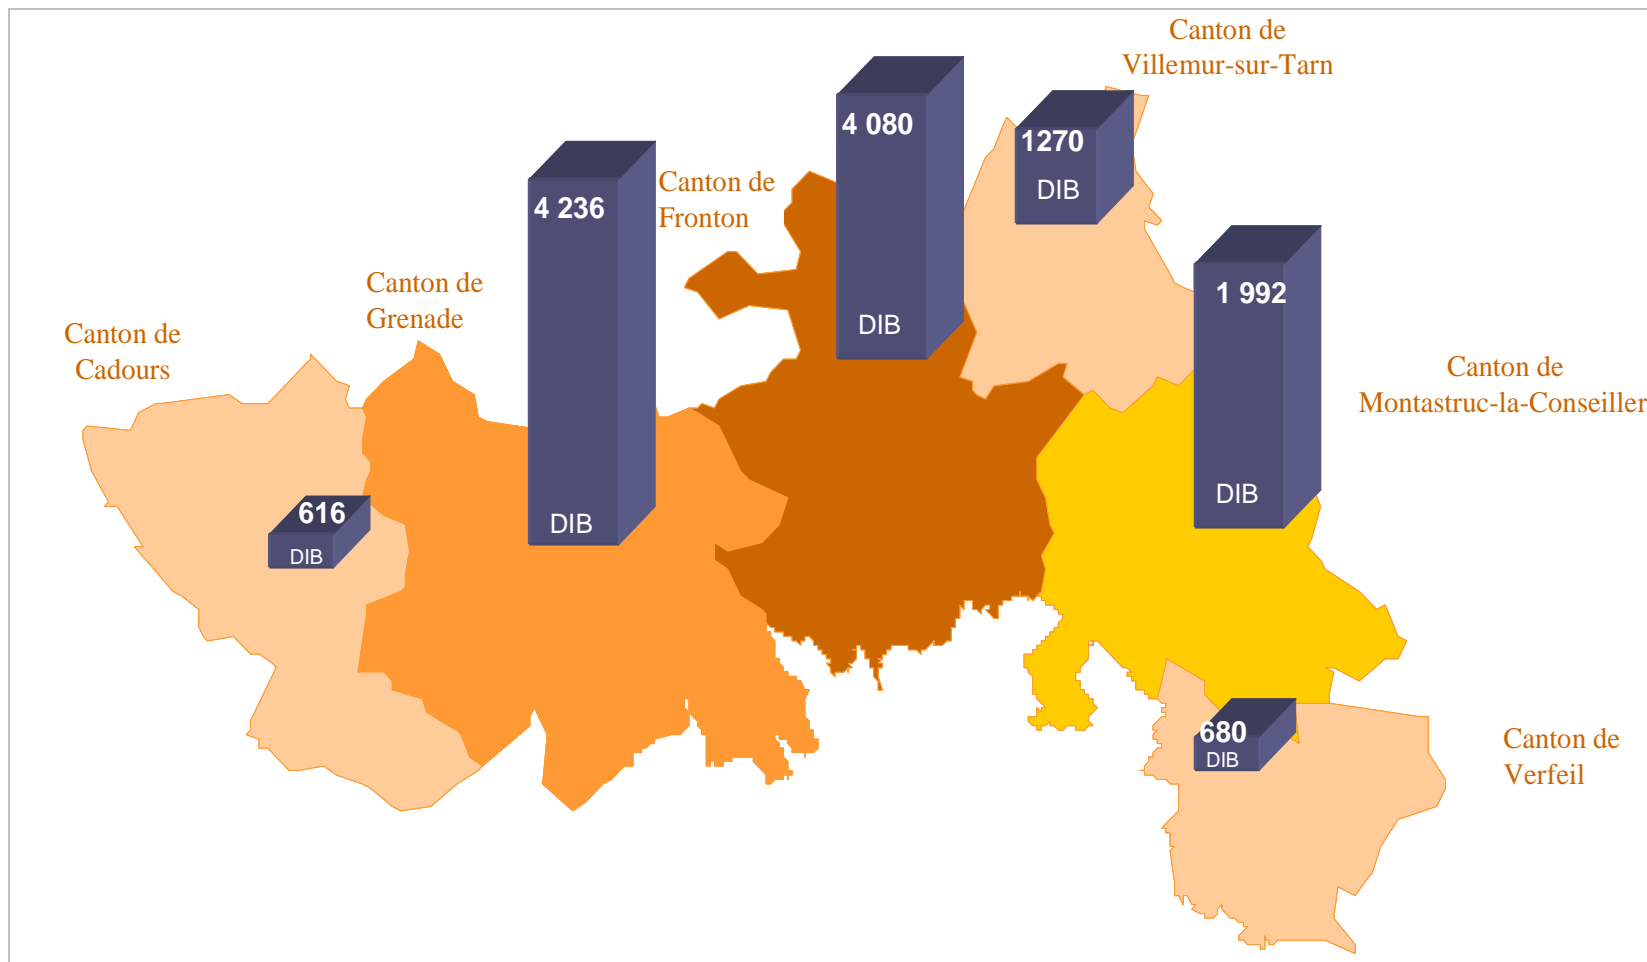 Canton de
Villemur-sur-Tarn
4 080
1270
DIB
Canton de
Fronton
4 236
Canton de
Grenade
1 992
DIB
Canton de
Cadours
Canton de
Montastruc-la-Conseiller
616
DIB
DIB
DIB
680
DIB
Canton de
Verfeil